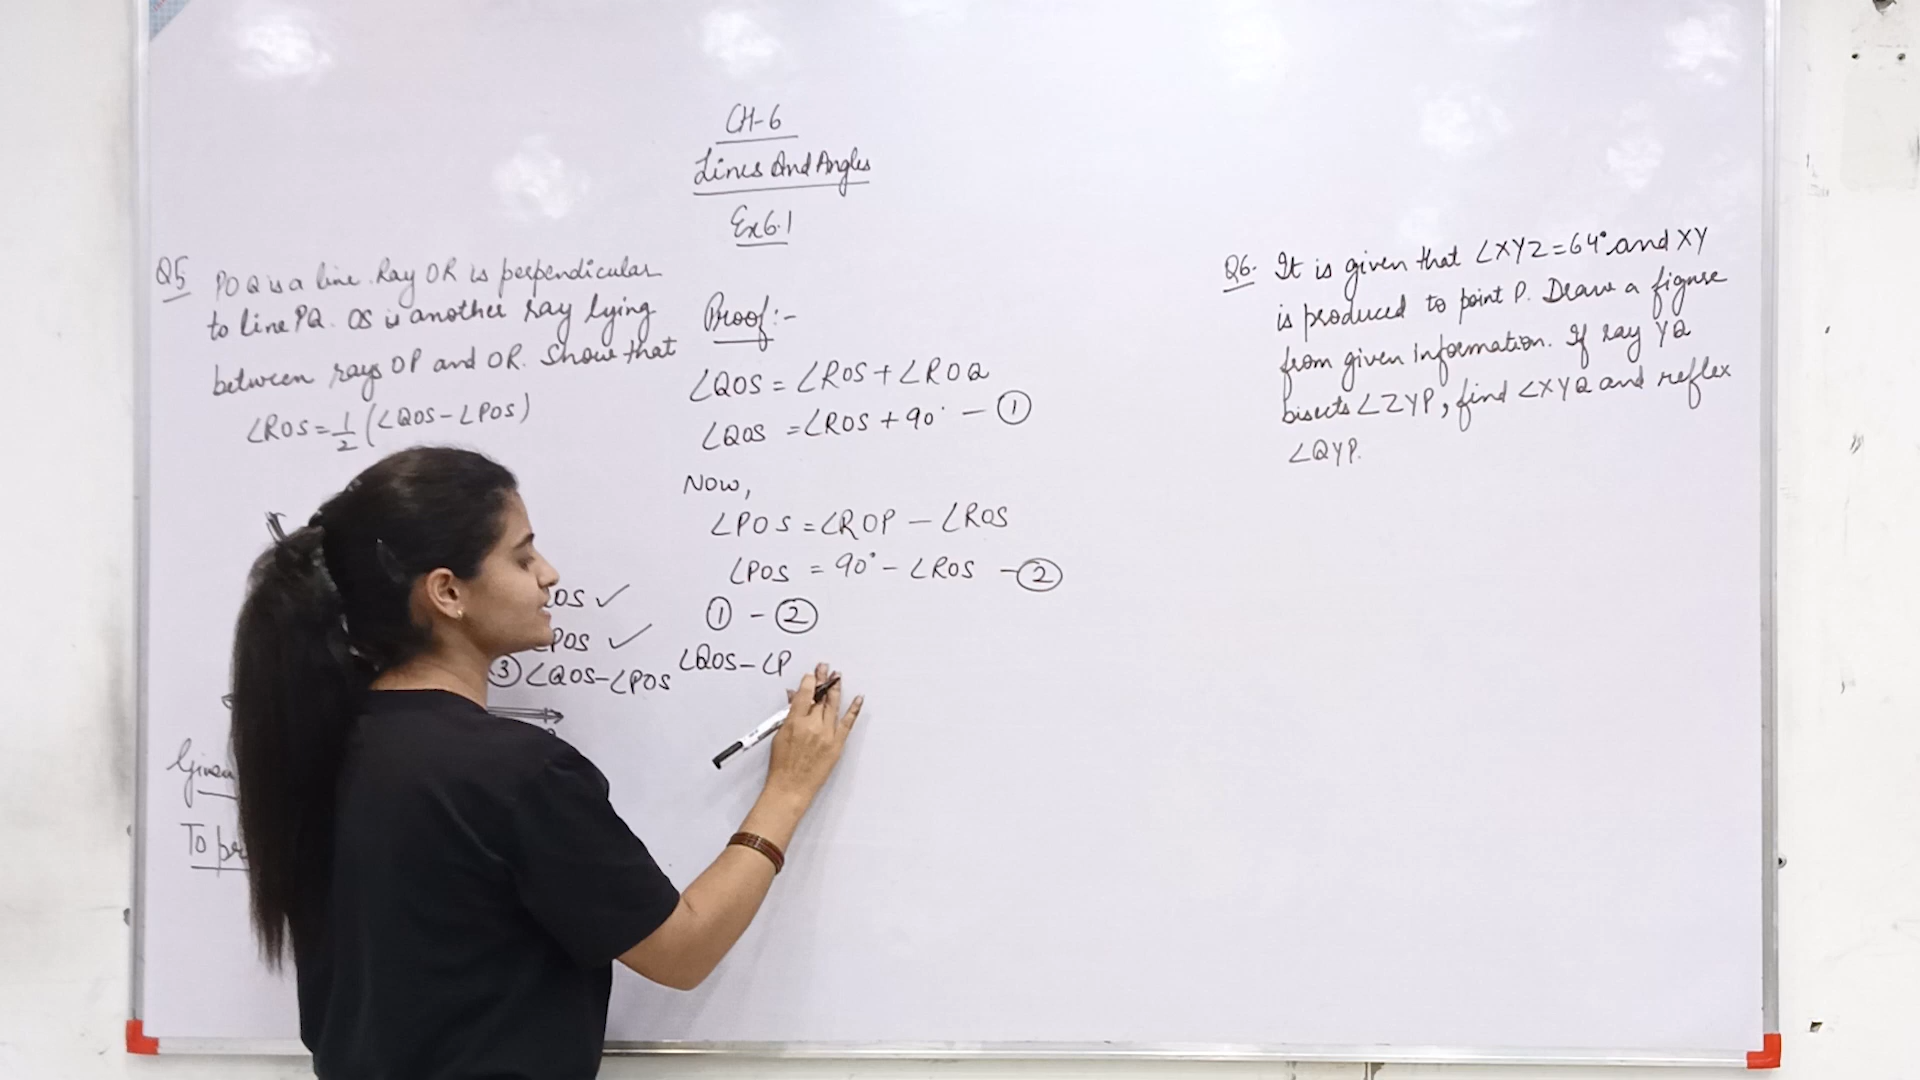 CH-6
Lines And Angles
Ex 6.1
Q5 POQ is a line. Ray OR is perpendicular
to line PQ. OS is another ray lying
between rays OP and OR. Show that
∠ROS = 1/2 (∠QOS - ∠POS)
OS ✓
∠POS ✓
③ ∠QOS - ∠POS
Given
To pr
Proof:-
∠QOS = ∠ROS + ∠ROQ
∠QOS = ∠ROS + 90° - ①
Now,
∠POS = ∠ROP - ∠ROS
∠POS = 90° - ∠ROS - ②
① - ②
∠QOS - ∠P
Q6. It is given that ∠XYZ = 64° and XY
is produced to point P. Draw a figure
from given information. If ray YQ
bisects ∠ZYP, find ∠XYQ and reflex
∠QYP.